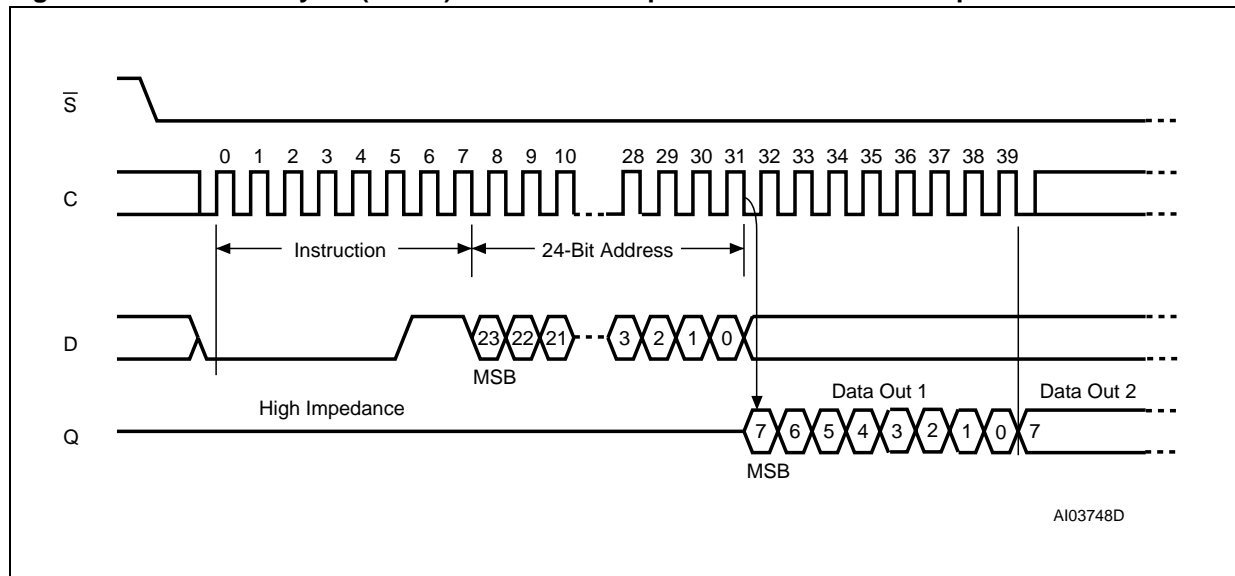 S
0 1 2 3 4 5 6 7 8 9 10 28 29 30 31 32 33 34 35 36 37 38 39
C
Instruction 24-Bit Address
D
23 22 21 3 2 1 0
MSB
High Impedance Data Out 1 Data Out 2
Q
7 6 5 4 3 2 1 0 7
MSB
AI03748D